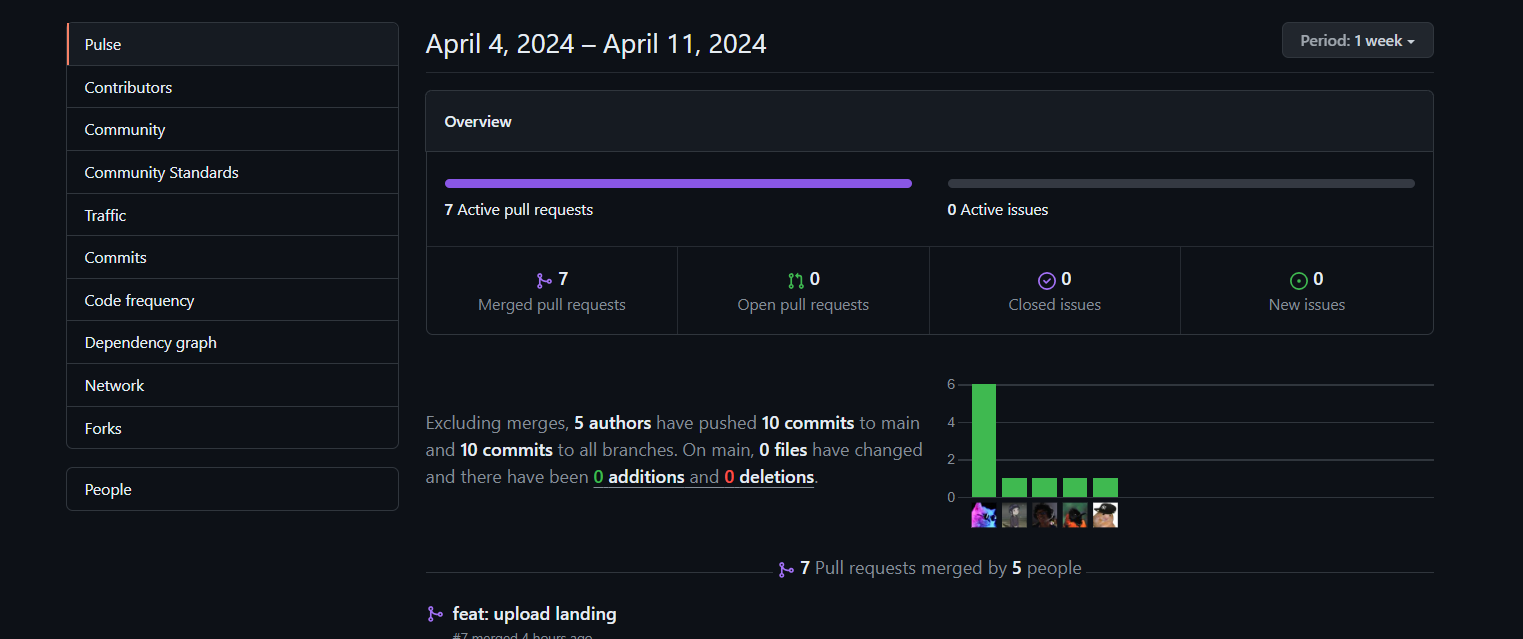 Pulse
Contributors
Community
Community Standards
Traffic
Commits
Code frequency
Dependency graph
Network
Forks
People
April 4, 2024 – April 11, 2024
Period: 1 week
Overview
7 Active pull requests
0 Active issues
7
Merged pull requests
0
Open pull requests
0
Closed issues
0
New issues
Excluding merges, 5 authors have pushed 10 commits to main
and 10 commits to all branches. On main, 0 files have changed
and there have been 0 additions and 0 deletions.
6
4
2
0
7 Pull requests merged by 5 people
feat: upload landing
#7 merged 4 hours ago